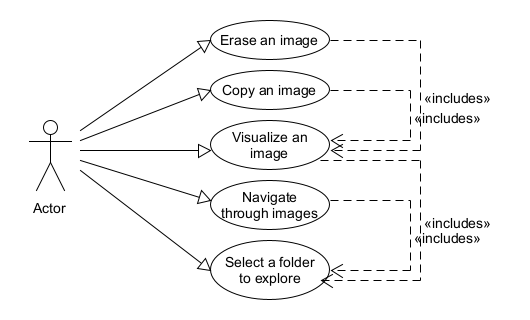 Erase an image
Copy an image
«includes»
«includes»
Visualize an
image
Actor
Navigate
through images
«includes»
«includes»
Select a folder
to explore